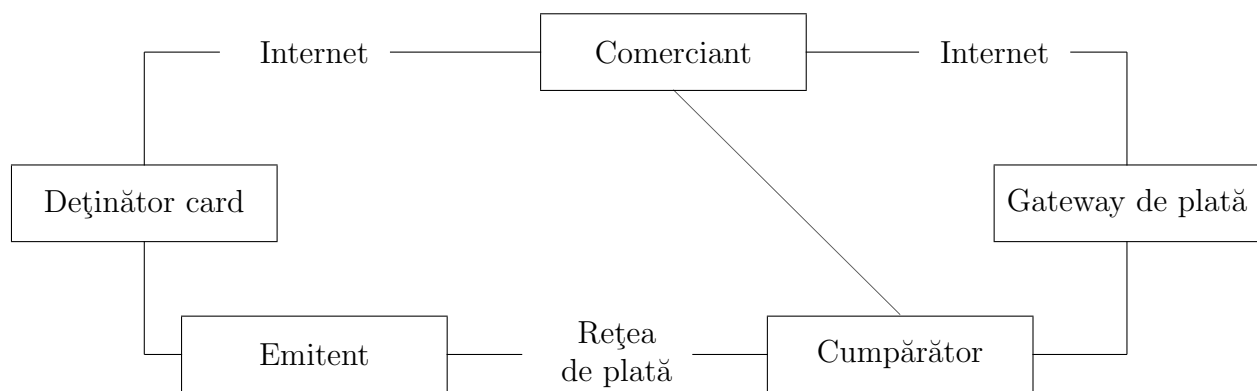 Internet
Comerciant
Internet
Deţinător card
Gateway de plată
Emitent
Reţea
de plată
Cumpărător